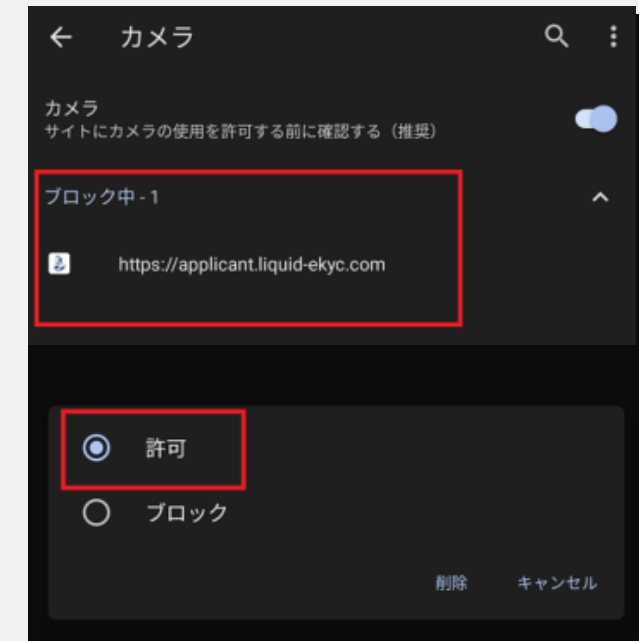 カメラ
カメラ
サイトにカメラの使用を許可する前に確認する（推奨）
ブロック中 - 1
https://applicant.liquid-ekyc.com
許可
ブロック
削除 キャンセル